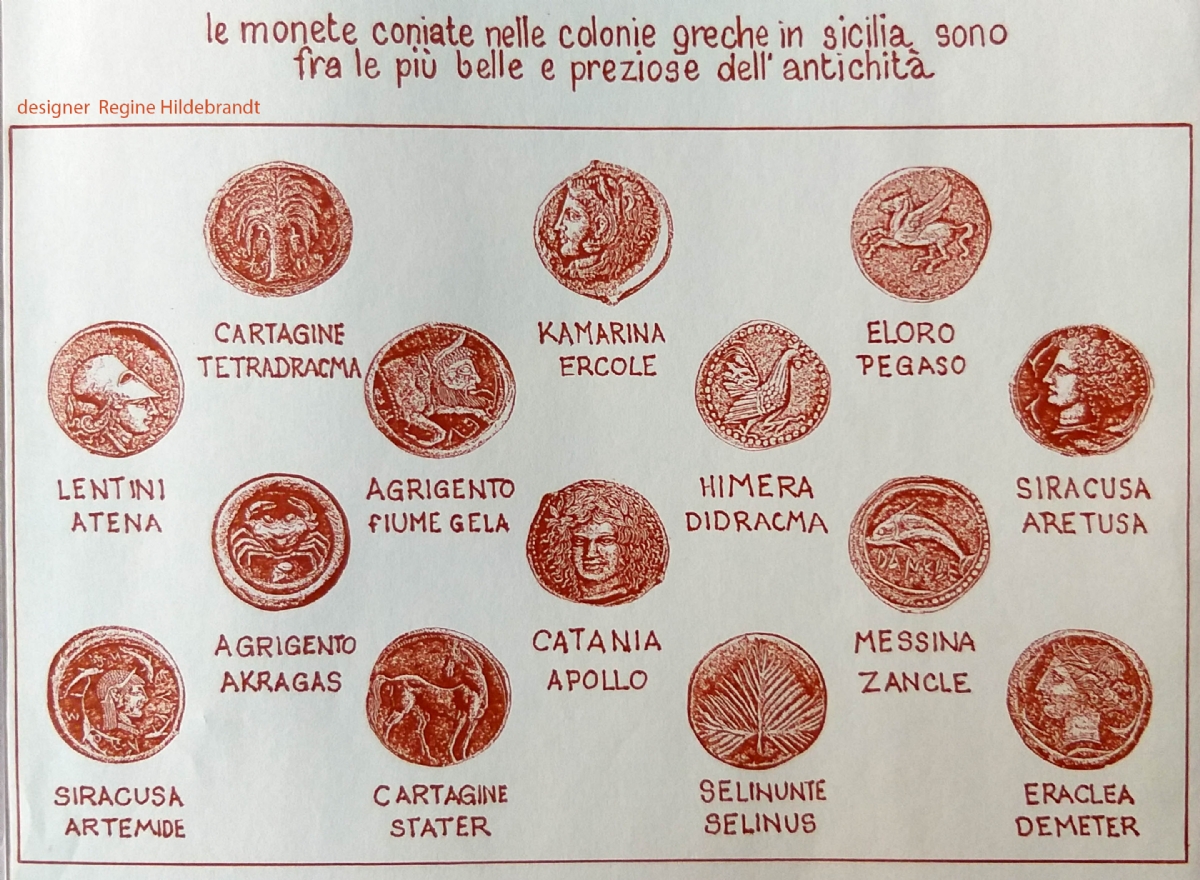 le monete coniate nelle colonie greche in sicilia sono
fra le più belle e preziose dell'antichità
designer Regine Hildebrandt
CARTAGINE
TETRADRACMA
KAMARINA
ERCOLE
ELORO
PEGASO
LENTINI
ATENA
AGRIGENTO
FIUME GELA
HIMERA
DIDRACMA
SIRACUSA
ARETUSA
AGRIGENTO
AKRAGAS
CATANIA
APOLLO
MESSINA
ZANCLE
SIRACUSA
ARTEMIDE
CARTAGINE
STATER
SELINUNTE
SELINUS
ERACLEA
DEMETER